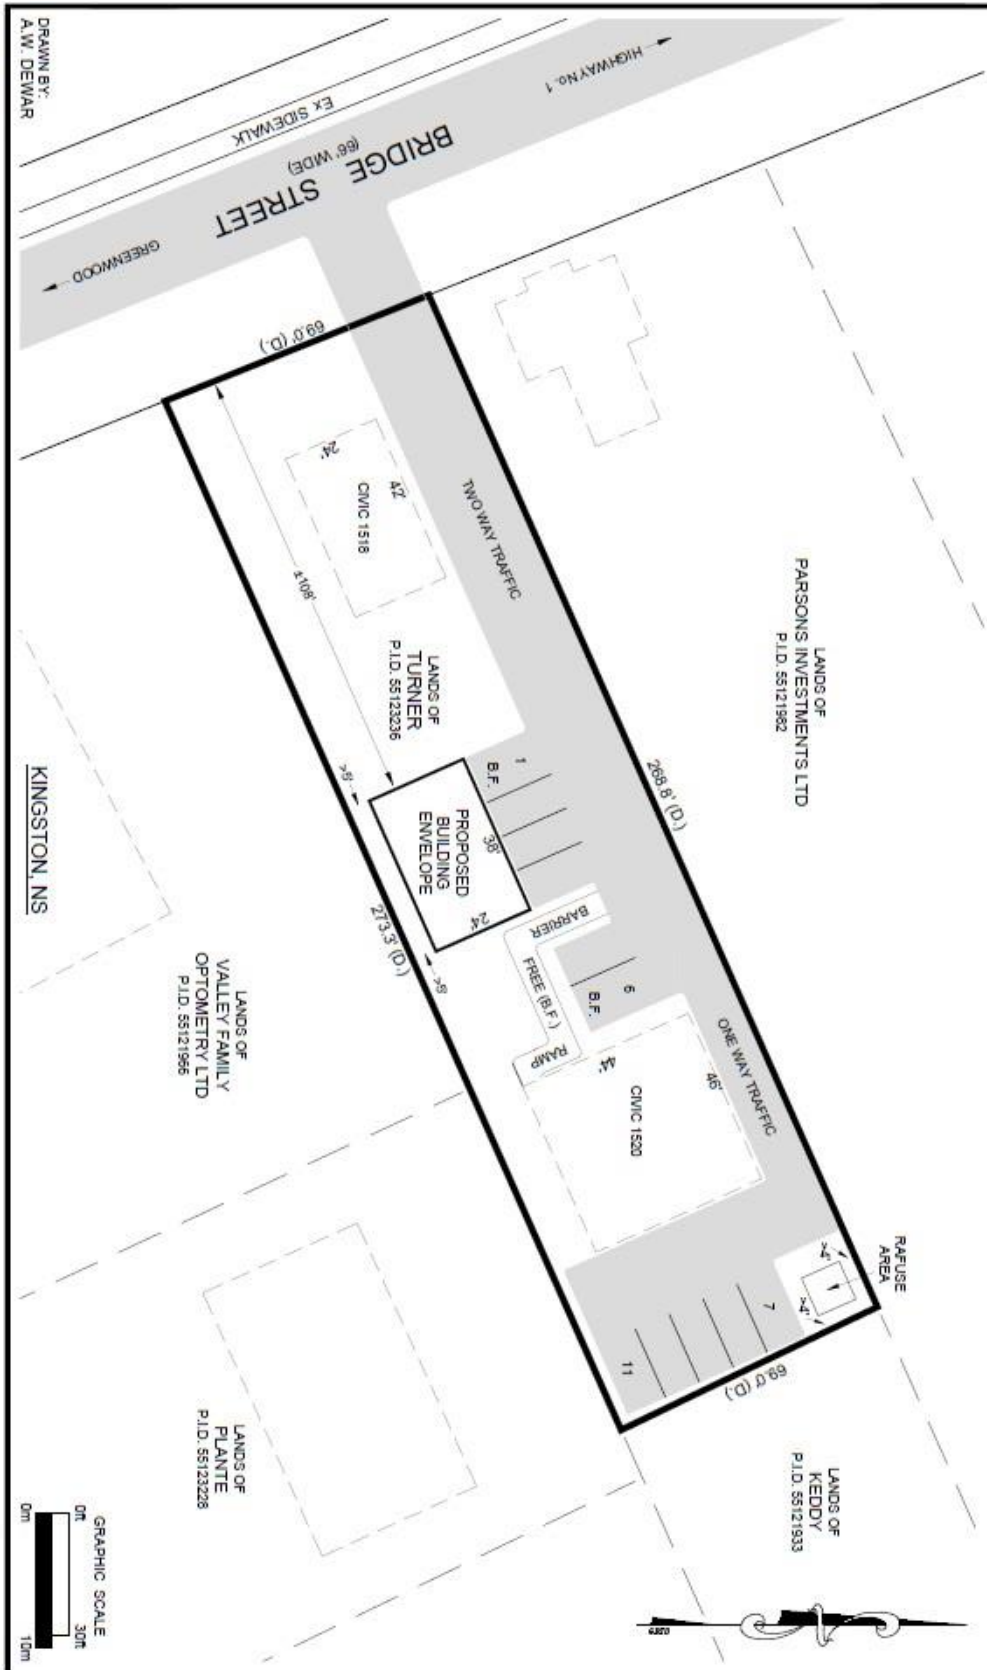 DRAWN BY:
A.W. DEWAR
HIGHWAY No. 1
Ex SIDEWALK
(66' WIDE)
BRIDGE STREET
GREENWOOD
69.0' (D.)
24'
42'
CIVIC 1518
±108'
TWO WAY TRAFFIC
LANDS OF
PARSONS INVESTMENTS LTD
P.I.D. 55121982
LANDS OF
TURNER
P.I.D. 55123236
268.8' (D.)
1
B.F.
>5'
PROPOSED
BUILDING
ENVELOPE
38'
24'
>5'
273.3' (D.)
BARRIER
FREE (B.F.)
RAMP
6
B.F.
ONE WAY TRAFFIC
44'
46'
CIVIC 1520
KINGSTON, NS
LANDS OF
VALLEY FAMILY
OPTOMETRY LTD
P.I.D. 55121966
RAFUSE
AREA
>4'
>4'
7
11
69.0' (D.)
LANDS OF
PLANTE
P.I.D. 55123228
LANDS OF
KEDDY
P.I.D. 55121933
GRAPHIC SCALE
0ft 30ft
0m 10m